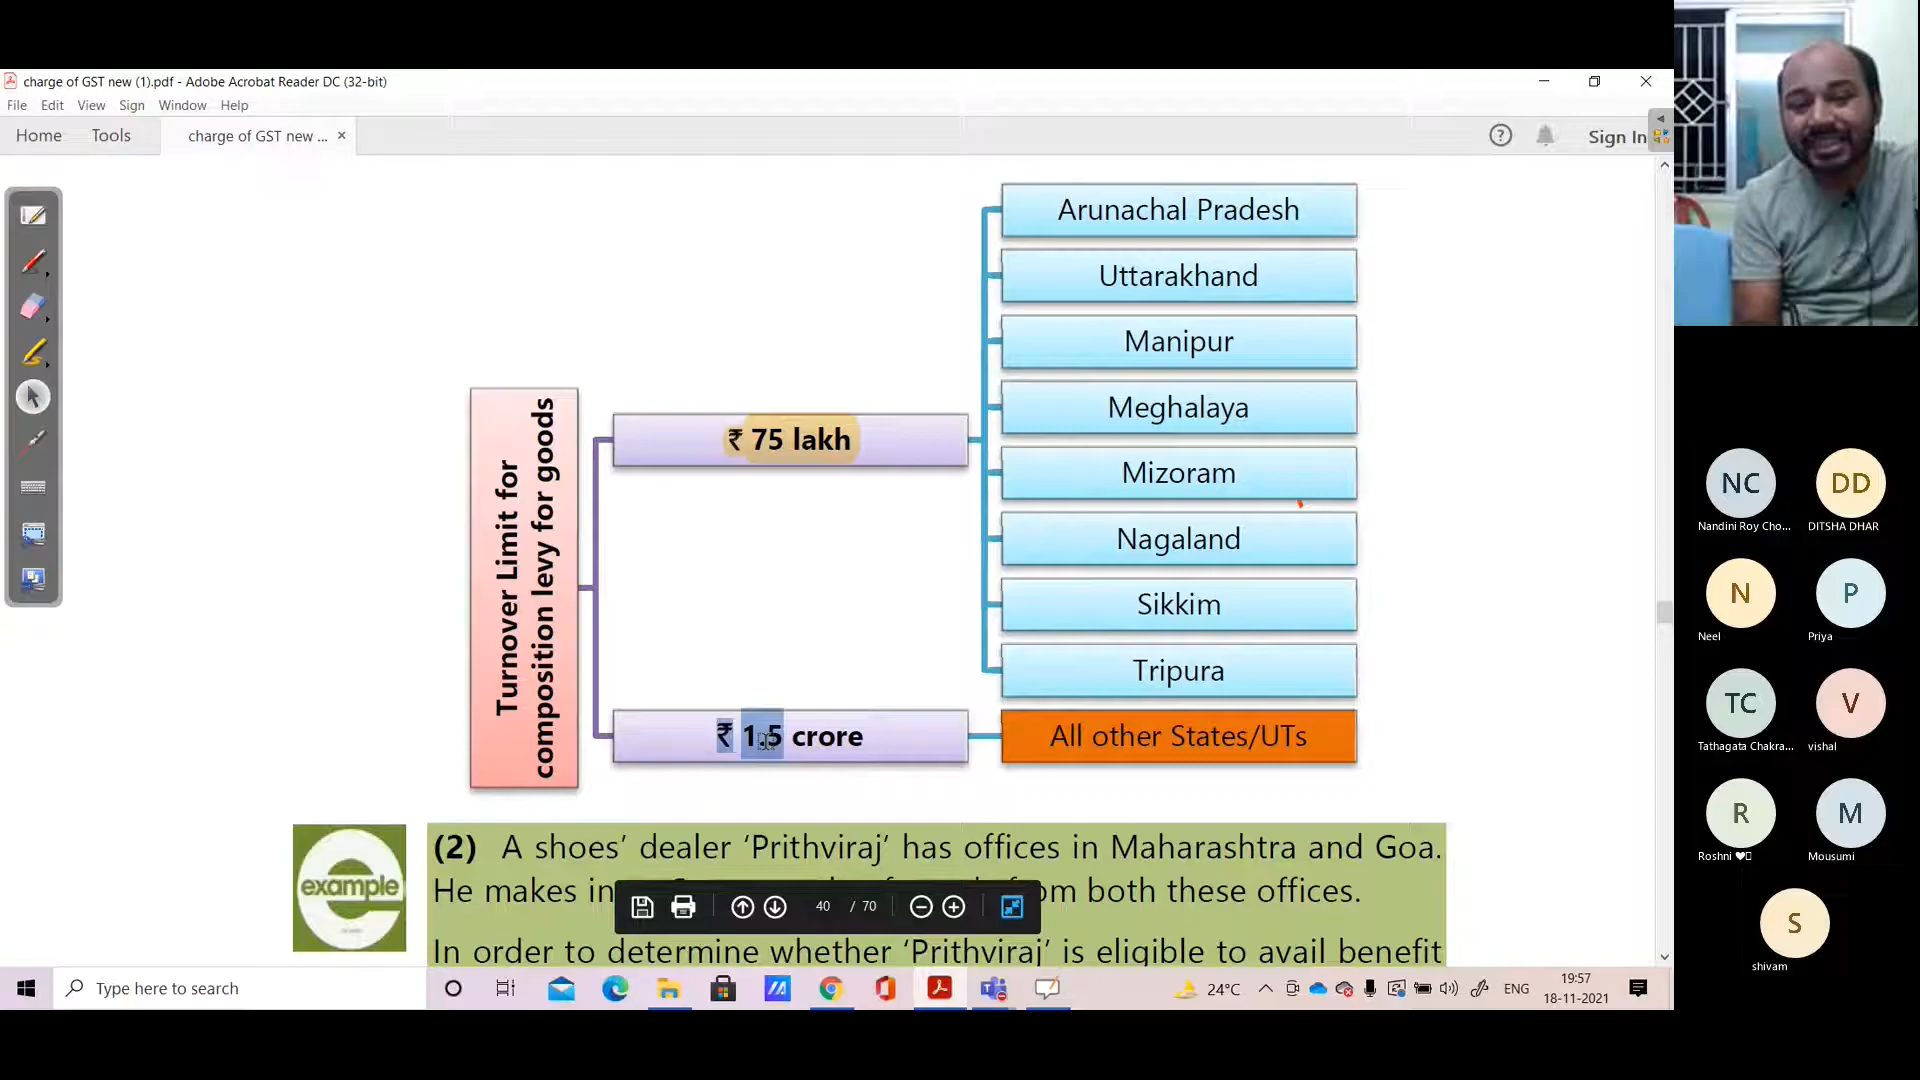 charge of GST new (1).pdf - Adobe Acrobat Reader DC (32-bit)
File Edit View Sign Window Help
Home Tools charge of GST new ... × Sign In
Turnover Limit for
composition levy for goods
₹ 75 lakh
₹ 1.5 crore
Arunachal Pradesh
Uttarakhand
Manipur
Meghalaya
Mizoram
Nagaland
Sikkim
Tripura
All other States/UTs
example
(2) A shoes’ dealer ‘Prithviraj’ has offices in Maharashtra and Goa.
He makes in from both these offices.
In order to determine whether ‘Prithviraj’ is eligible to avail benefit
40 / 70
Type here to search
24°C
ENG
19:57
18-11-2021
NC
Nandini Roy Cho...
DD
DITSHA DHAR
N
Neel
P
Priya
TC
Tathagata Chakra...
V
vishal
R
Roshni ❤
M
Mousumi
S
shivam